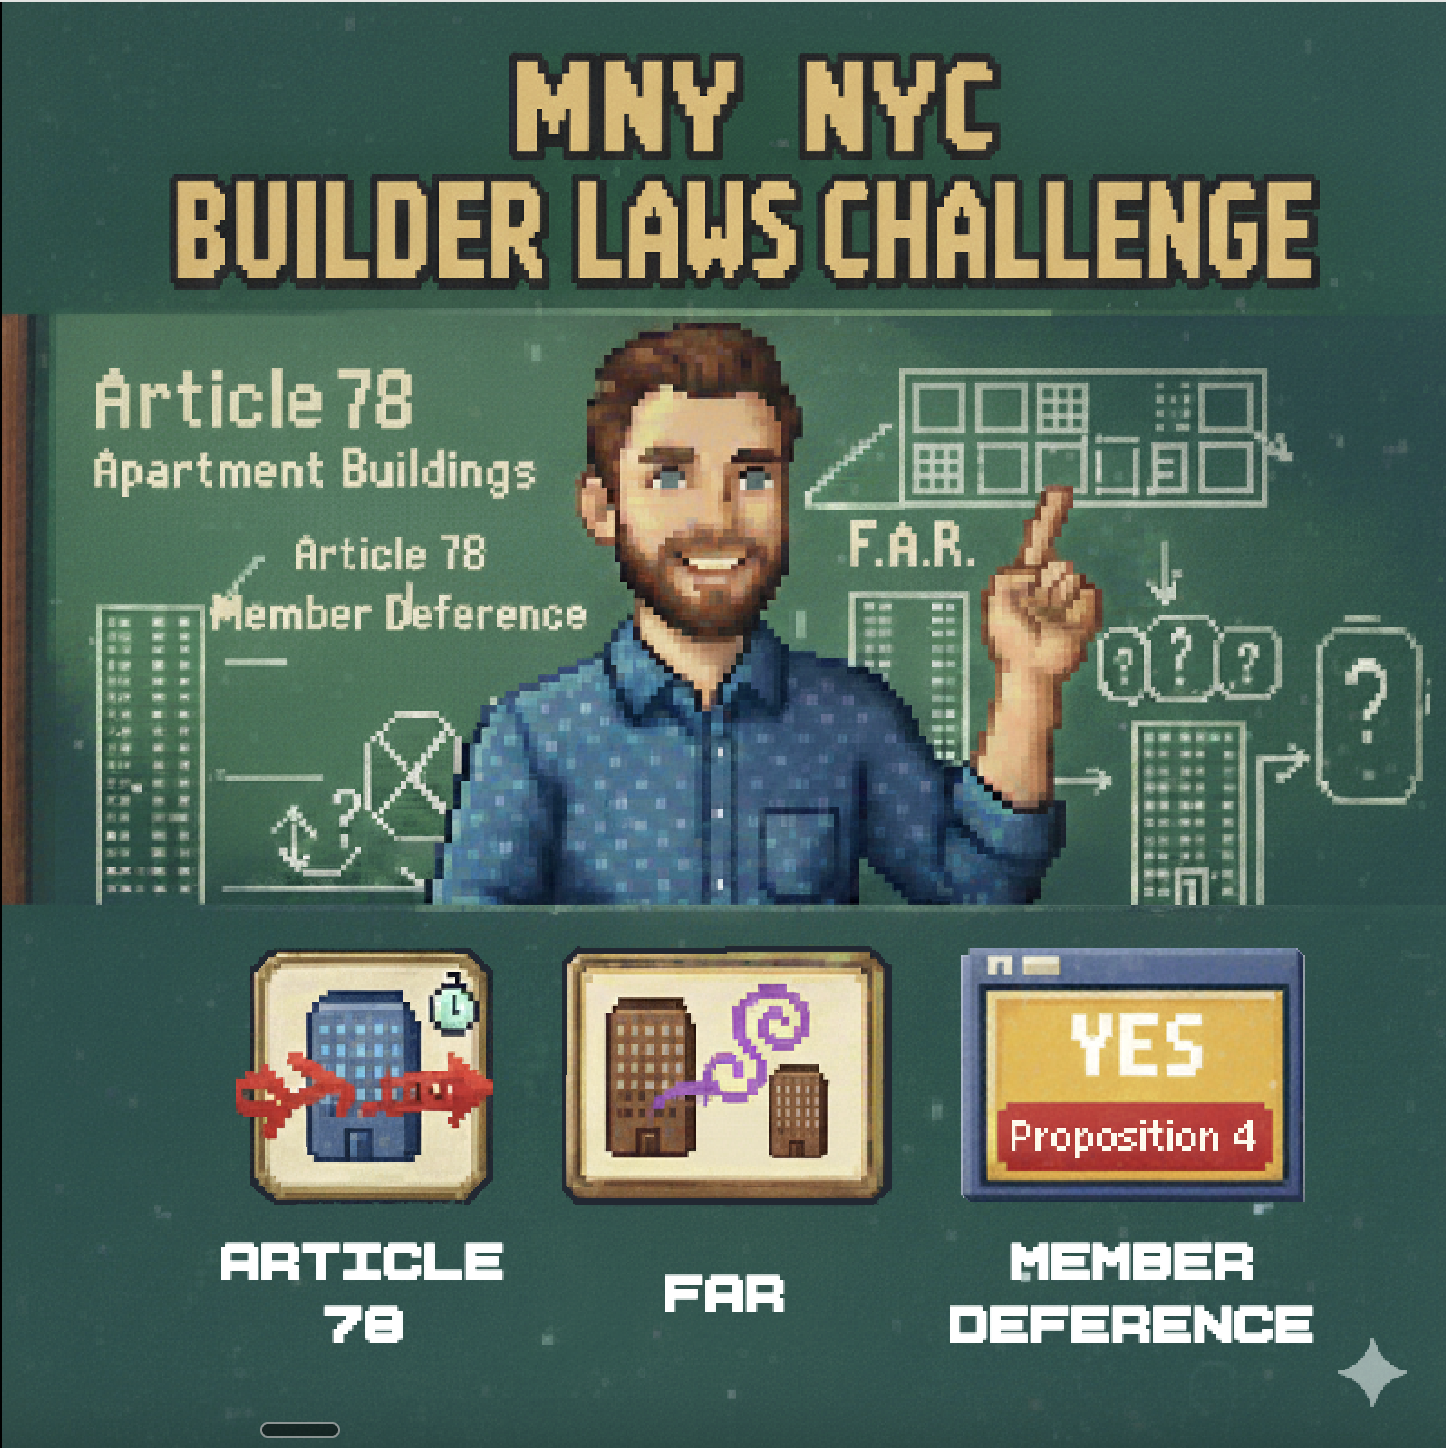 MNY NYC
BUILDER LAWS CHALLENGE
Article 78
Apartment Buildings
Article 78
Member Deference
F.A.R.
?
? ? ?
?
YES
Proposition 4
ARTICLE
78
FAR
MEMBER
DEFERENCE